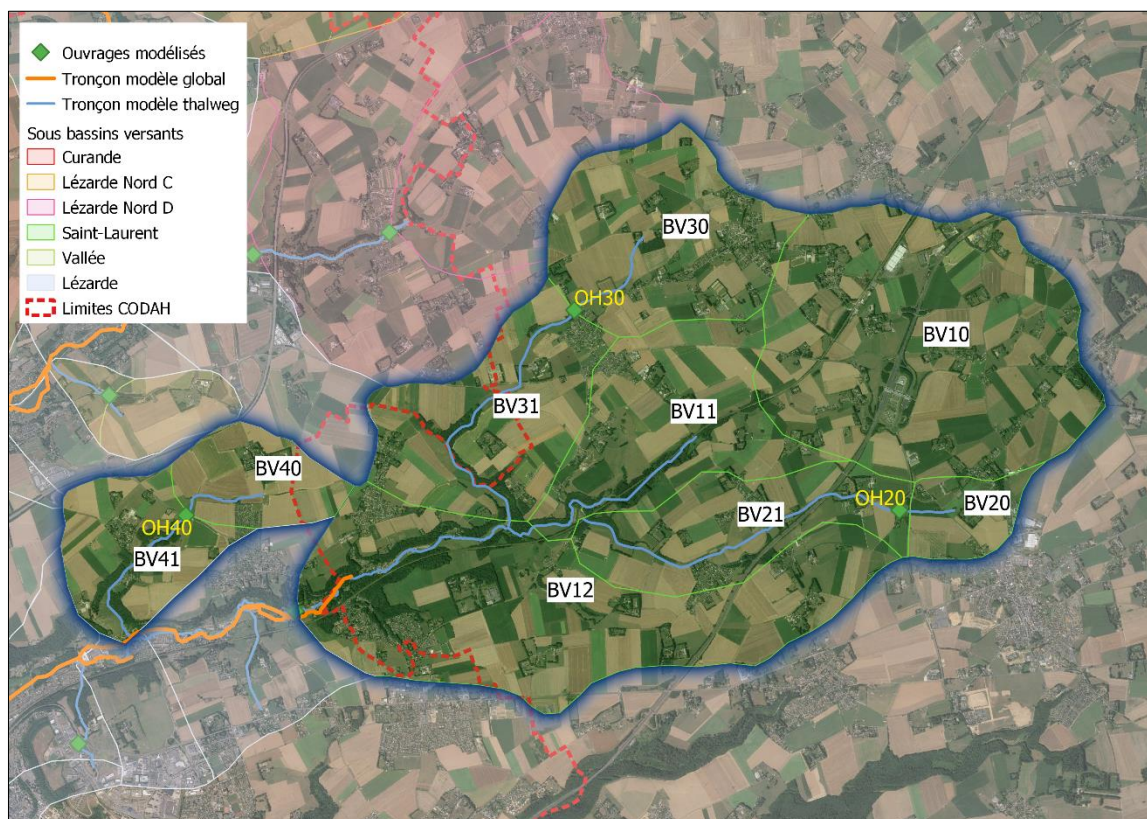 Ouvrages modélisés
Tronçon modèle global
Tronçon modèle thalweg
Sous bassins versants
Curande
Lézarde Nord C
Lézarde Nord D
Saint-Laurent
Vallée
Lézarde
Limites CODAH
BV30
OH30
BV10
BV31
BV11
BV40
OH40
BV41
BV21
OH20
BV20
BV12